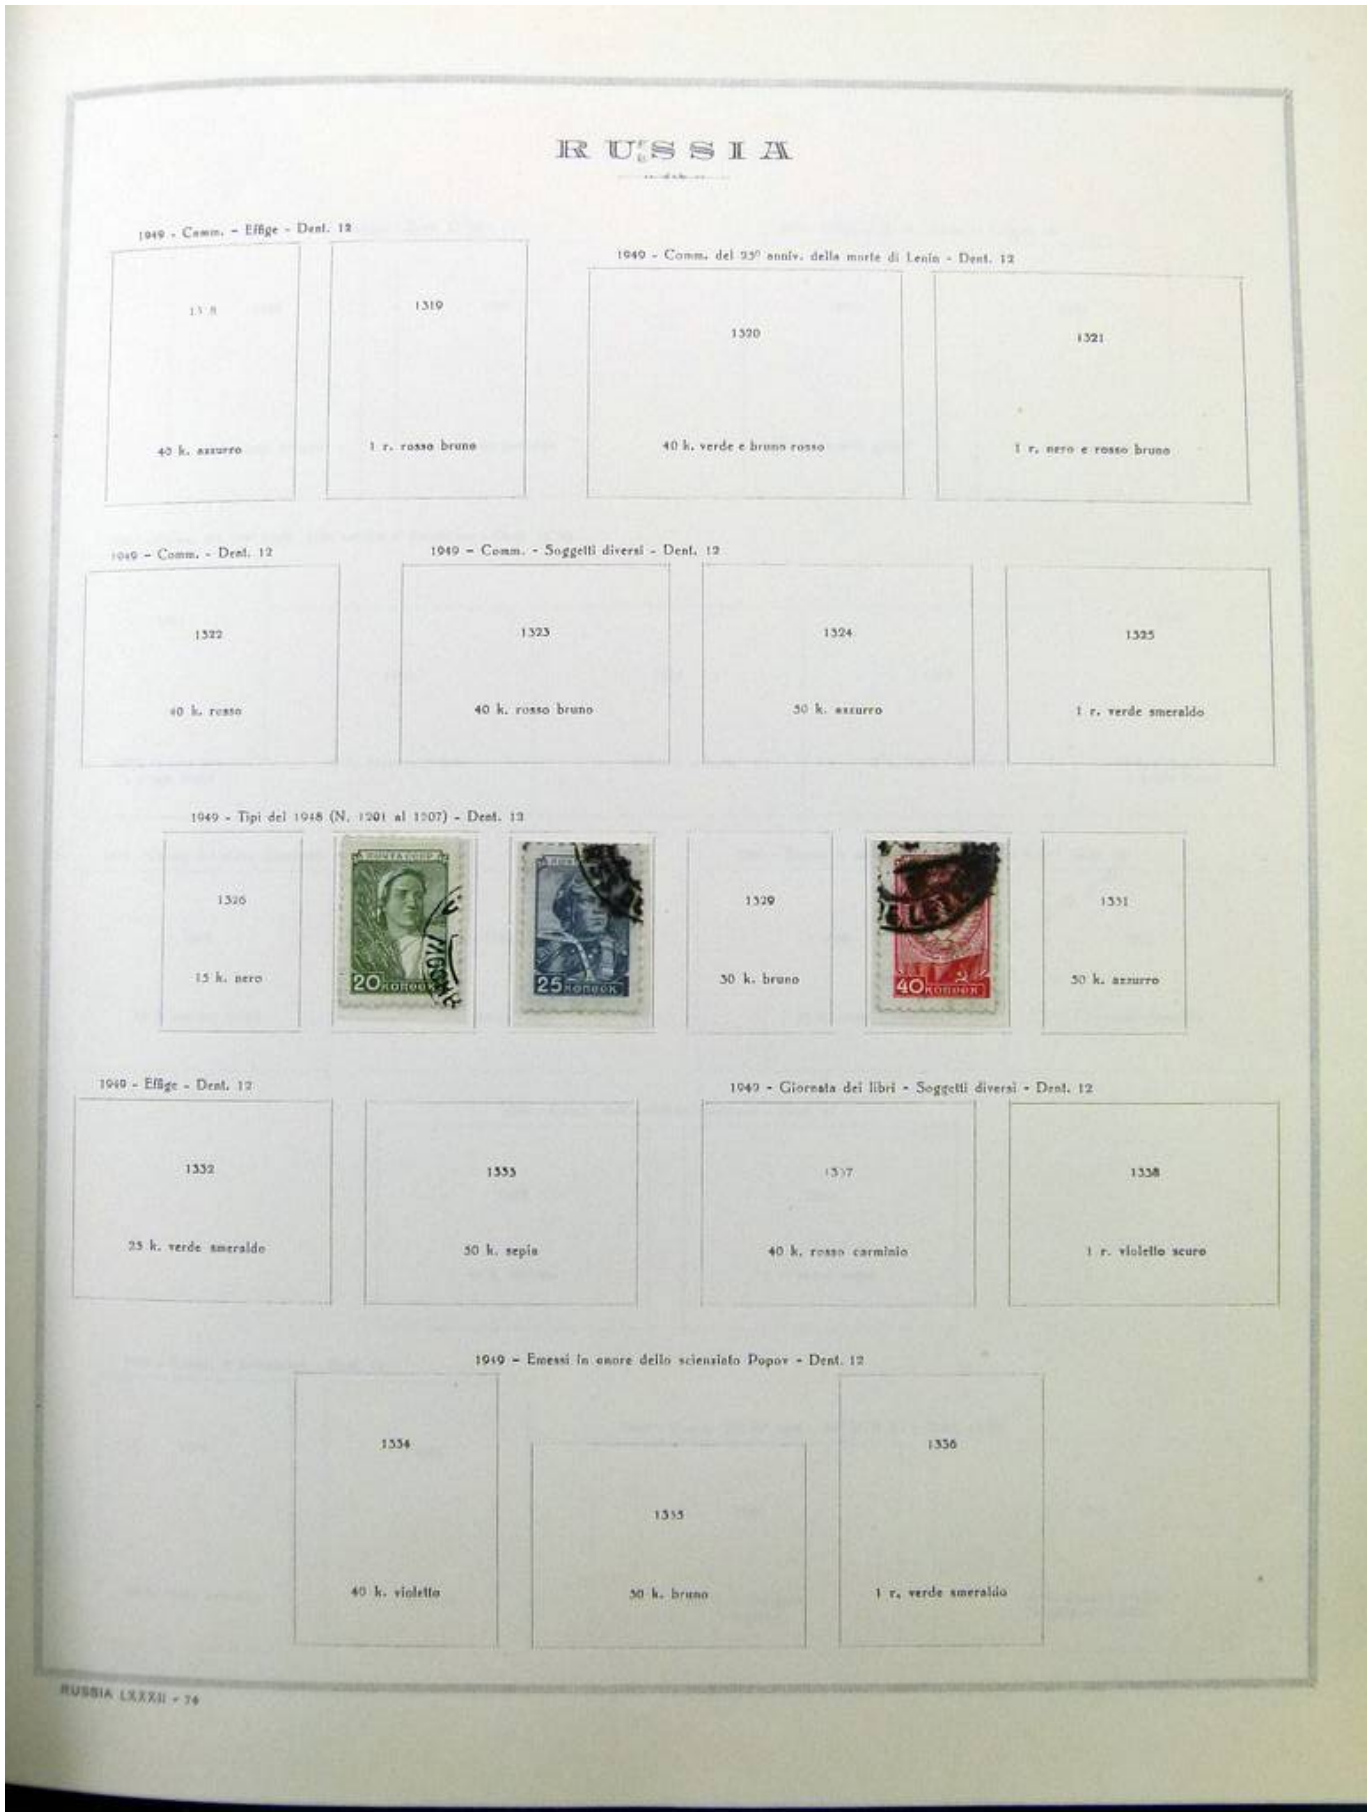 RUSSIA
1949 - Comm. - Effige - Dent. 12
1949 - Comm. del 25º anniv. della morte di Lenin - Dent. 12
1319
1320
1321
40 k. azzurro
1 r. rosso bruno
40 k. verde e bruno rosso
1 r. nero e rosso bruno
1949 - Comm. - Dent. 12
1949 - Comm. - Soggetti diversi - Dent. 12
1322
1323
1324
1325
40 k. rosso
40 k. rosso bruno
50 k. azzurro
1 r. verde smeraldo
1949 - Tipi del 1948 (N. 1201 al 1207) - Dent. 12
1326
15 k. nero
ПОЧТА СССР
20 КОПЕЕК
25 КОПЕЕК
1329
30 k. bruno
40 КОПЕЕК
1331
50 k. azzurro
1949 - Effige - Dent. 12
1949 - Giornata dei libri - Soggetti diversi - Dent. 12
1332
1333
1337
1338
25 k. verde smeraldo
50 k. sepia
40 k. rosso carminio
1 r. violetto scuro
1949 - Emessi in onore dello scienziato Popov - Dent. 12
1334
1335
1336
40 k. violetto
50 k. bruno
1 r. verde smeraldo
RUSSIA LXXXII - 76